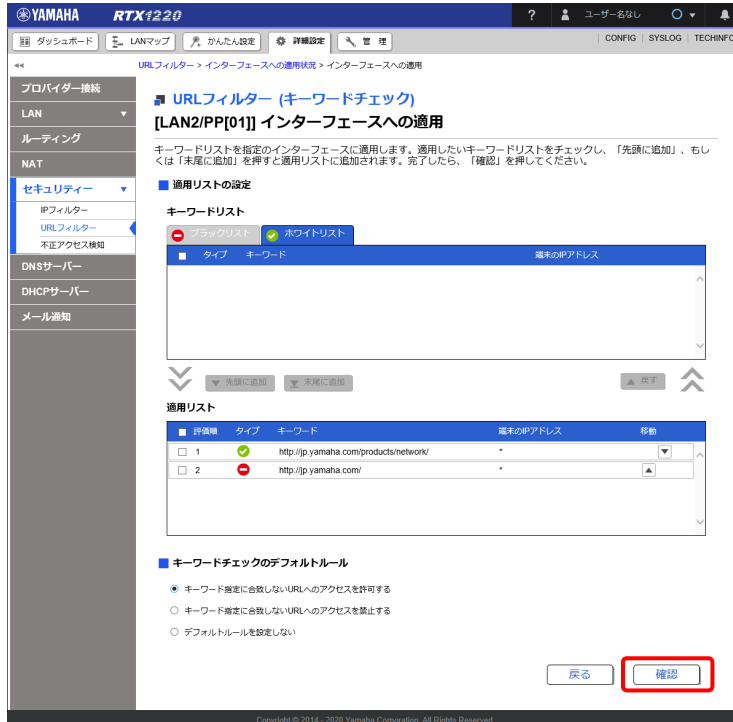 YAMAHA RTX1220 ? ユーザー名なし
ダッシュボード LANマップ かんたん設定 詳細設定 管 理 CONFIG SYSLOG TECHINFO
URLフィルター > インターフェースへの適用状況 > インターフェースへの適用
プロバイダー接続
LAN
ルーティング
NAT
セキュリティー
IPフィルター
URLフィルター
不正アクセス検知
DNSサーバー
DHCPサーバー
メール通知
URLフィルター (キーワードチェック)
[LAN2/PP[01]] インターフェースへの適用
キーワードリストを指定のインターフェースに適用します。適用したいキーワードリストをチェックし、「先頭に追加」、もし
くは「末尾に追加」を押すと適用リストに追加されます。完了したら、「確認」を押してください。
適用リストの設定
キーワードリスト
ブラックリスト ホワイトリスト
タイプ キーワード 端末のIPアドレス
先頭に追加 末尾に追加 戻す
適用リスト
評価順 タイプ キーワード 端末のIPアドレス 移動
1 http://jp.yamaha.com/products/network/ *
2 http://jp.yamaha.com/ *
キーワードチェックのデフォルトルール
キーワード指定に合致しないURLへのアクセスを許可する
キーワード指定に合致しないURLへのアクセスを禁止する
デフォルトルールを設定しない
戻る 確認
Copyright © 2014 - 2020 Yamaha Corporation. All Rights Reserved.